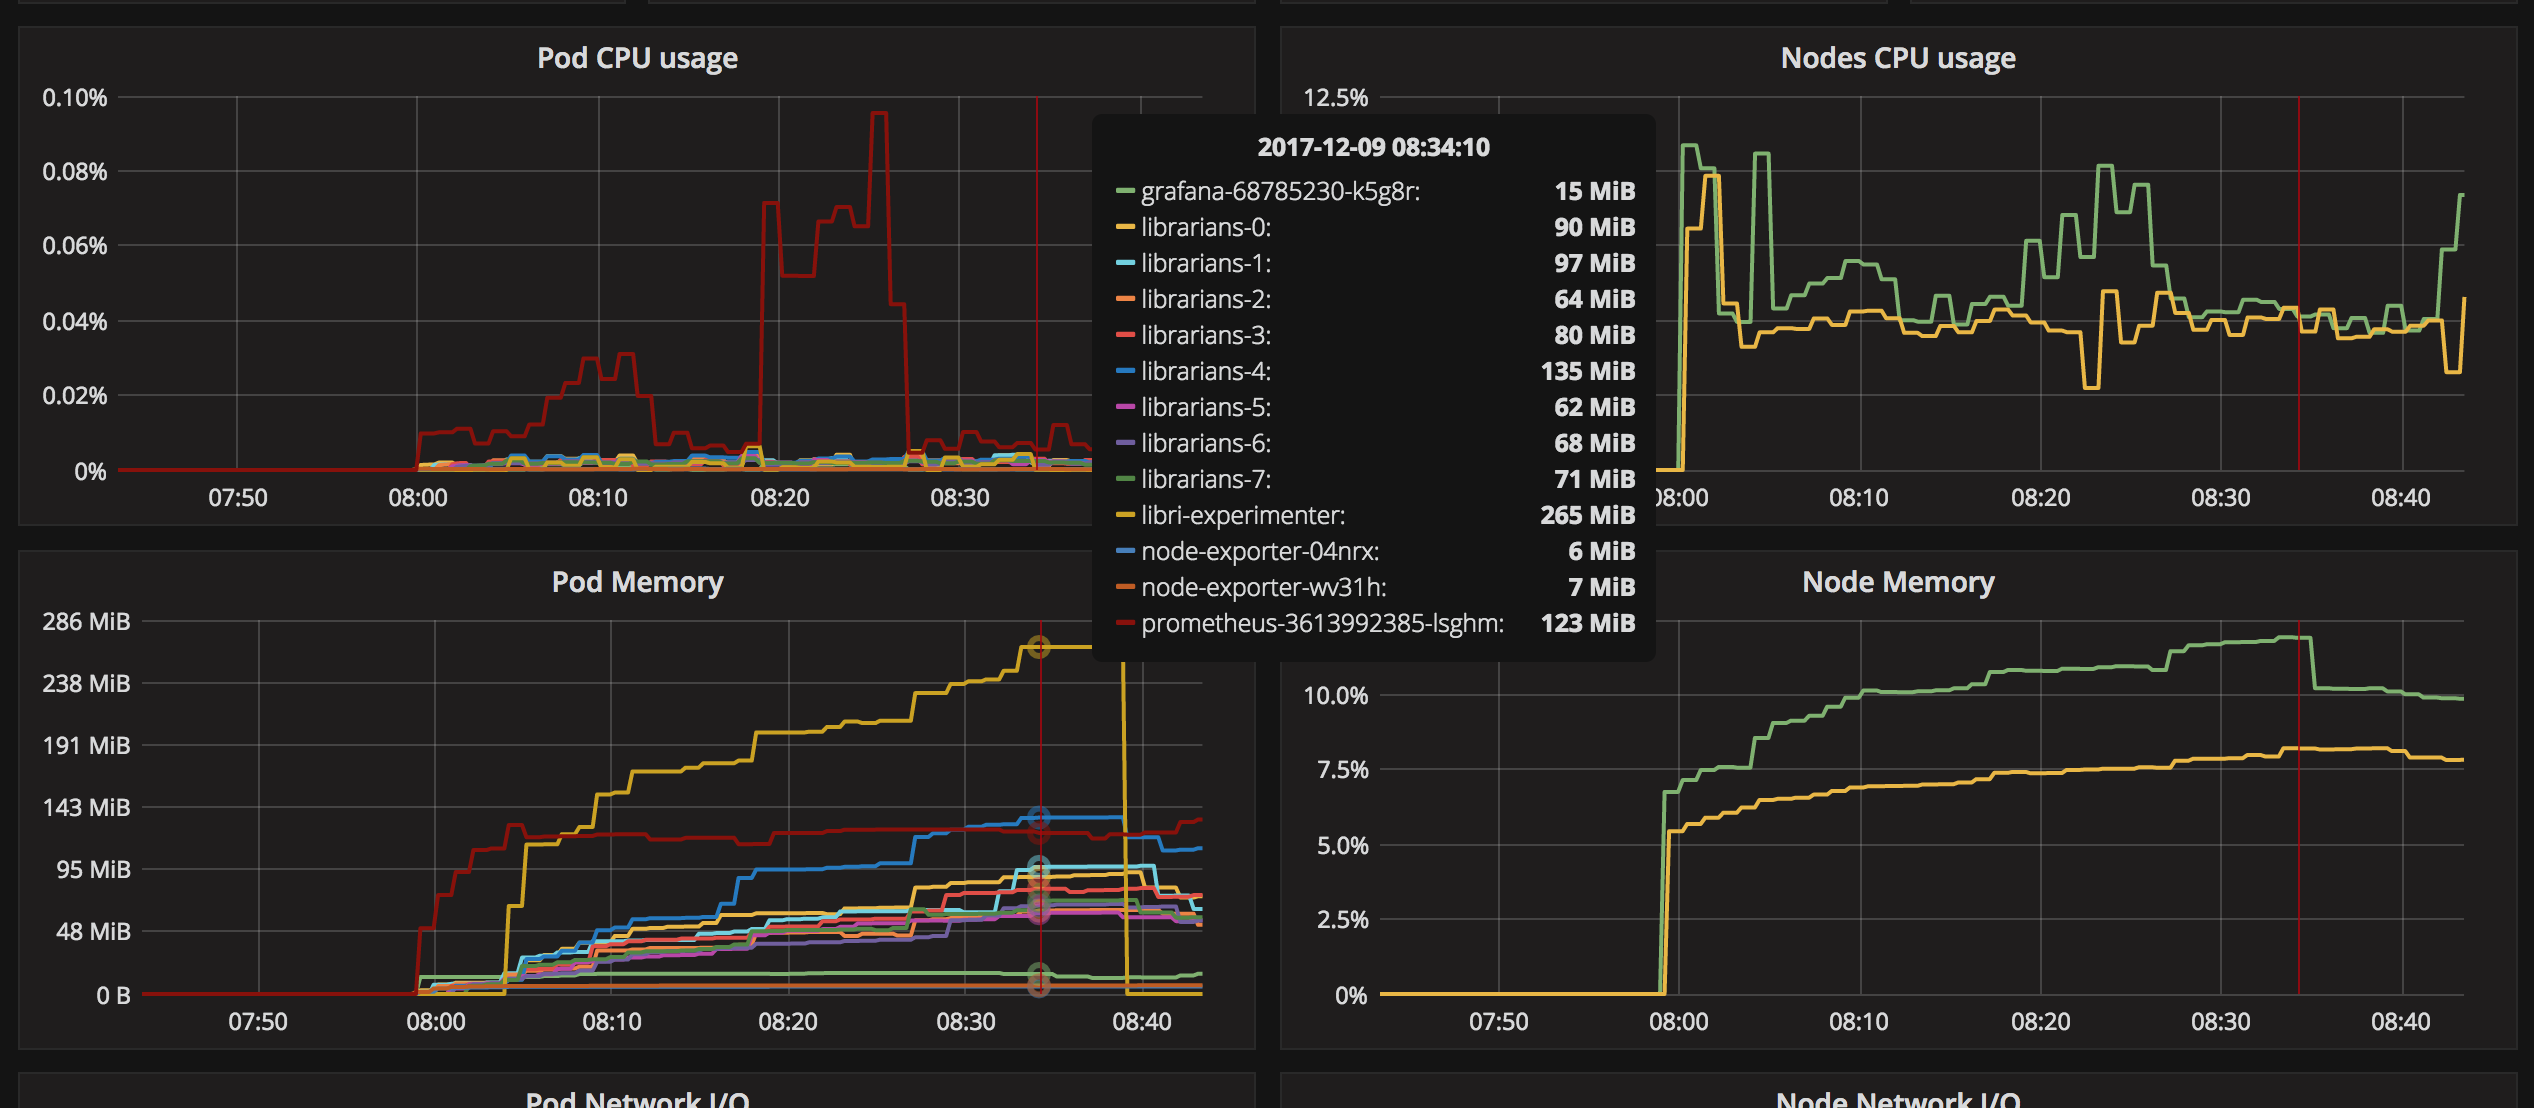 Pod CPU usage
0.10%
0.08%
0.06%
0.04%
0.02%
0%
07:50 08:00 08:10 08:20 08:30
Nodes CPU usage
12.5%
08:00 08:10 08:20 08:30 08:40
2017-12-09 08:34:10
grafana-68785230-k5g8r: 15 MiB
librarians-0: 90 MiB
librarians-1: 97 MiB
librarians-2: 64 MiB
librarians-3: 80 MiB
librarians-4: 135 MiB
librarians-5: 62 MiB
librarians-6: 68 MiB
librarians-7: 71 MiB
libri-experimenter: 265 MiB
node-exporter-04nrx: 6 MiB
node-exporter-wv31h: 7 MiB
prometheus-3613992385-lsghm: 123 MiB
Pod Memory
286 MiB
238 MiB
191 MiB
143 MiB
95 MiB
48 MiB
0 B
07:50 08:00 08:10 08:20 08:30 08:40
Node Memory
10.0%
7.5%
5.0%
2.5%
0%
07:50 08:00 08:10 08:20 08:30 08:40
Pod Network I/O
Node Network I/O